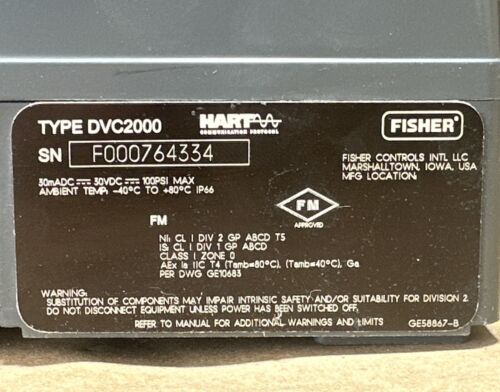 TYPE DVC2000
HART
COMMUNICATION PROTOCOL
FISHER
SN F000764334
FISHER CONTROLS INTL LLC
MARSHALLTOWN, IOWA, USA
MFG LOCATION:
30mADC 30VDC 100PSI MAX
AMBIENT TEMP. -40°C TO +80°C IP66
FM
FM
APPROVED
NI: CL I DIV 2 GP ABCD T5
IS: CL I DIV 1 GP ABCD
CLASS I ZONE 0
AEx ia IIC T4 (Tamb=80°C), (Tamb=40°C), Ga
PER DWG GE10683
WARNING:
SUBSTITUTION OF COMPONENTS MAY IMPAIR INTRINSIC SAFETY AND/OR SUITABILITY FOR DIVISION 2.
DO NOT DISCONNECT EQUIPMENT UNLESS POWER HAS BEEN SWITCHED OFF.
REFER TO MANUAL FOR ADDITIONAL WARNINGS AND LIMITS
GE58867-B